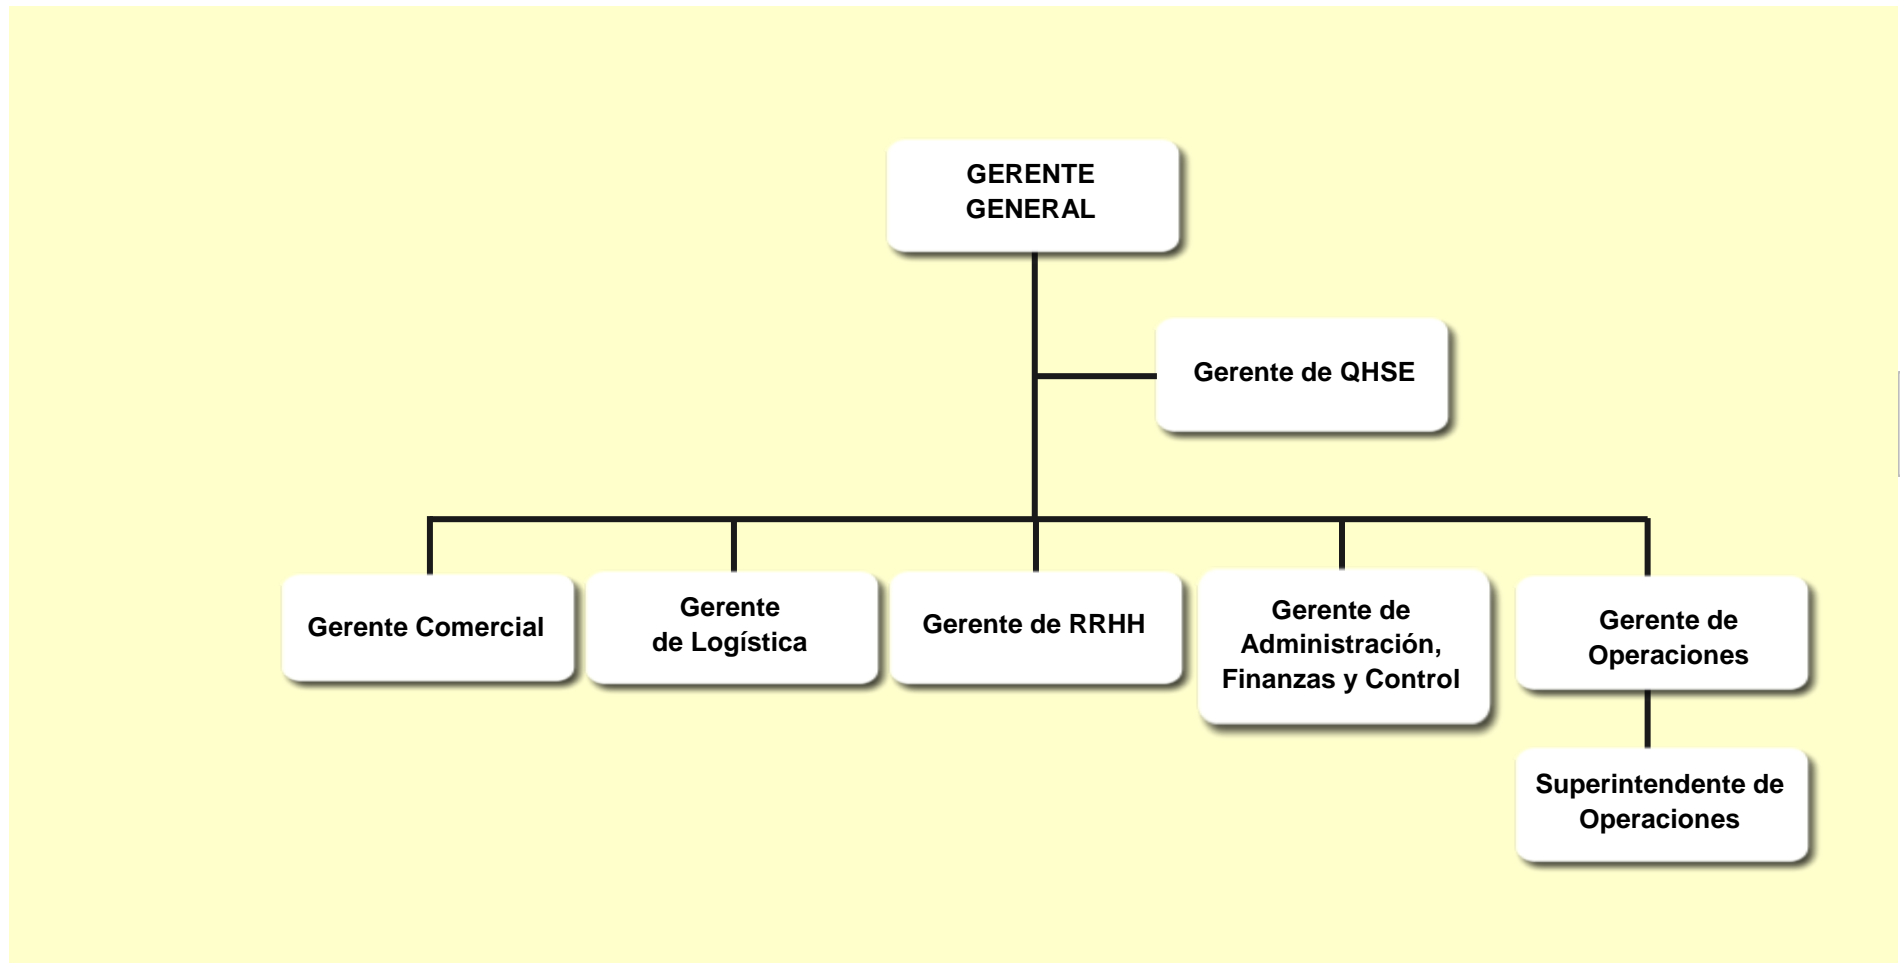 GERENTE
GENERAL
Gerente de QHSE
Gerente Comercial
Gerente
de Logística
Gerente de RRHH
Gerente de
Administración,
Finanzas y Control
Gerente de
Operaciones
Superintendente de
Operaciones